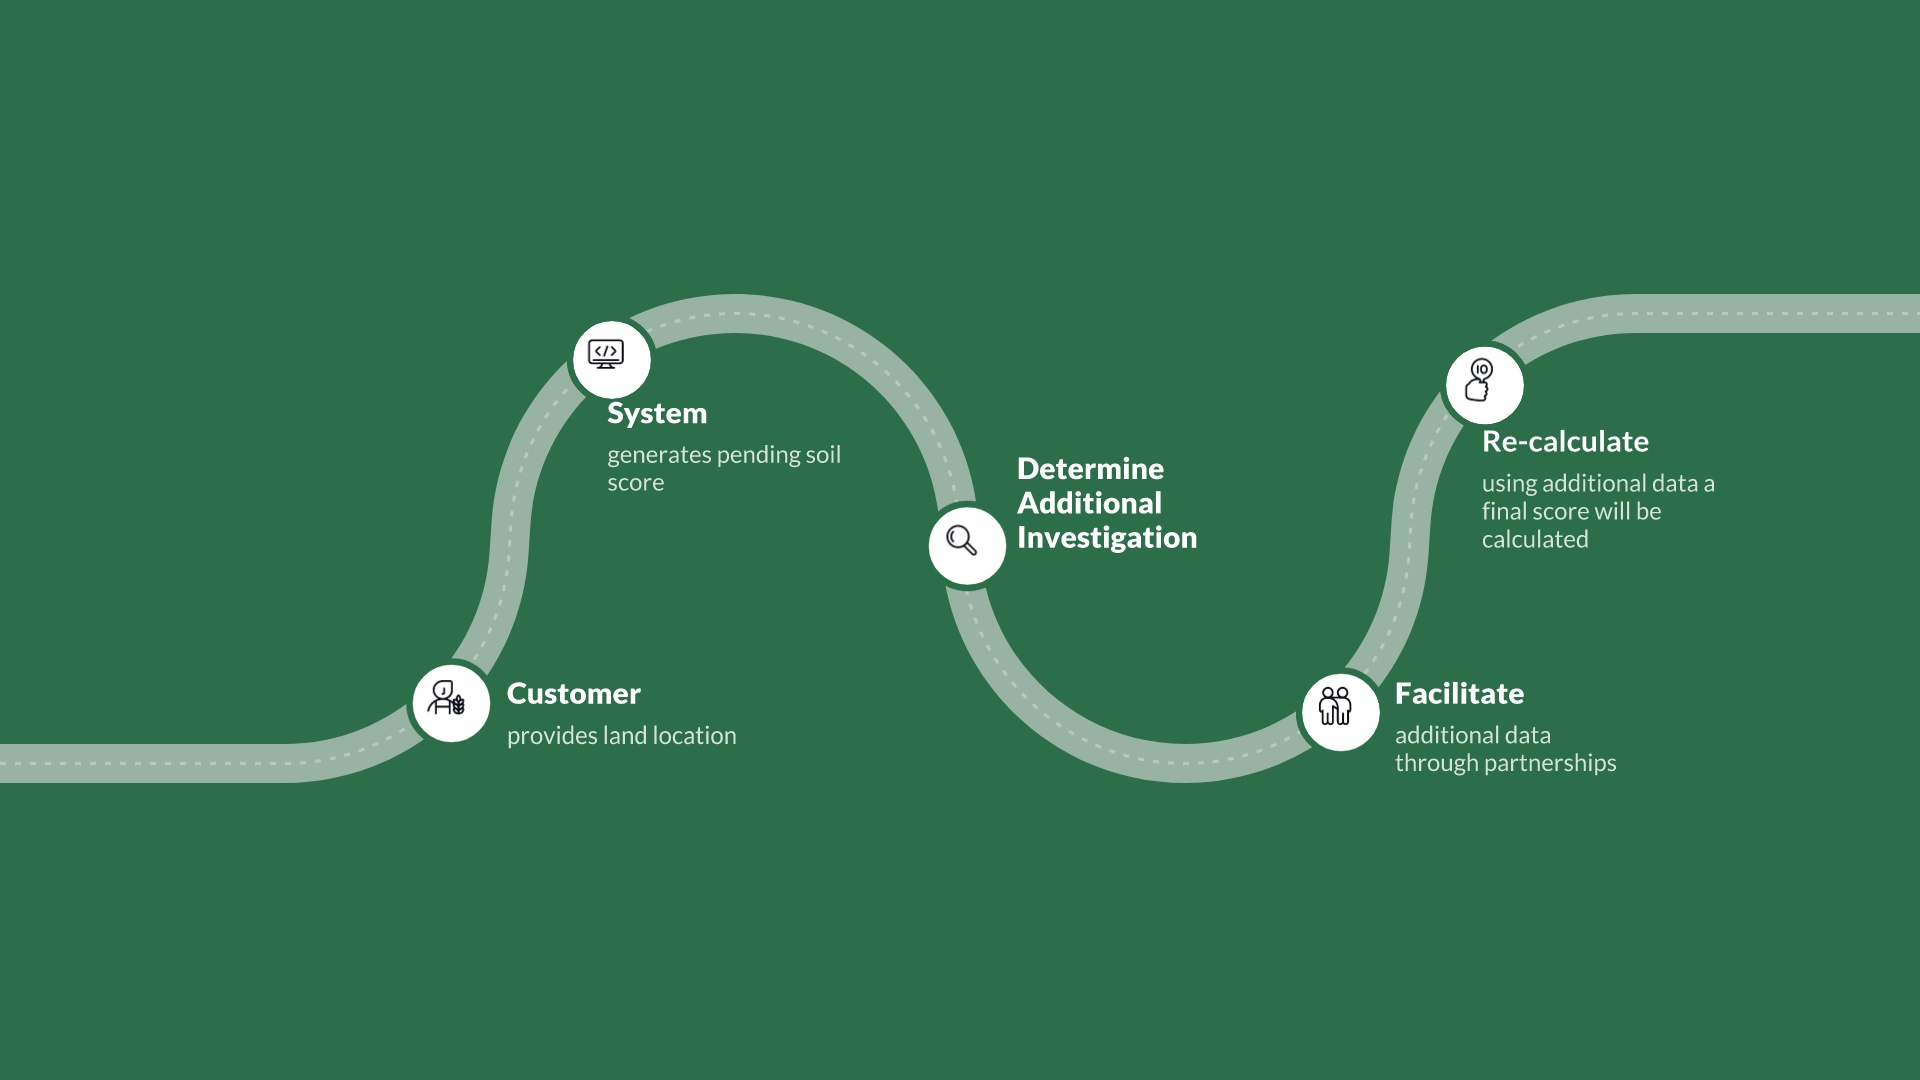 Customer
provides land location
System
generates pending soil
score
Determine
Additional
Investigation
Facilitate
additional data
through partnerships
Re-calculate
using additional data a
final score will be
calculated
10